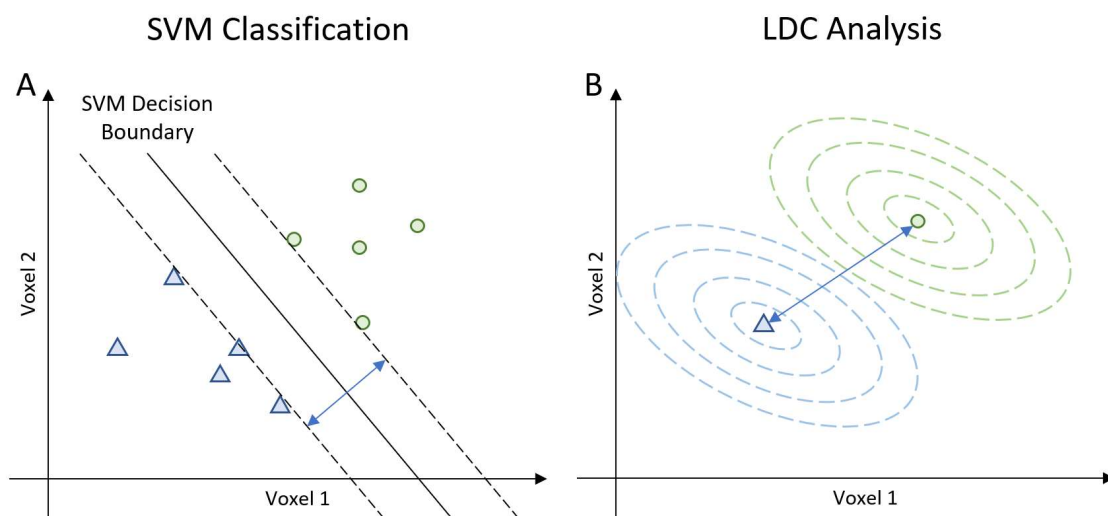 SVM Classification
LDC Analysis
A
SVM Decision
Boundary
Voxel 2
Voxel 1
B
Voxel 2
Voxel 1